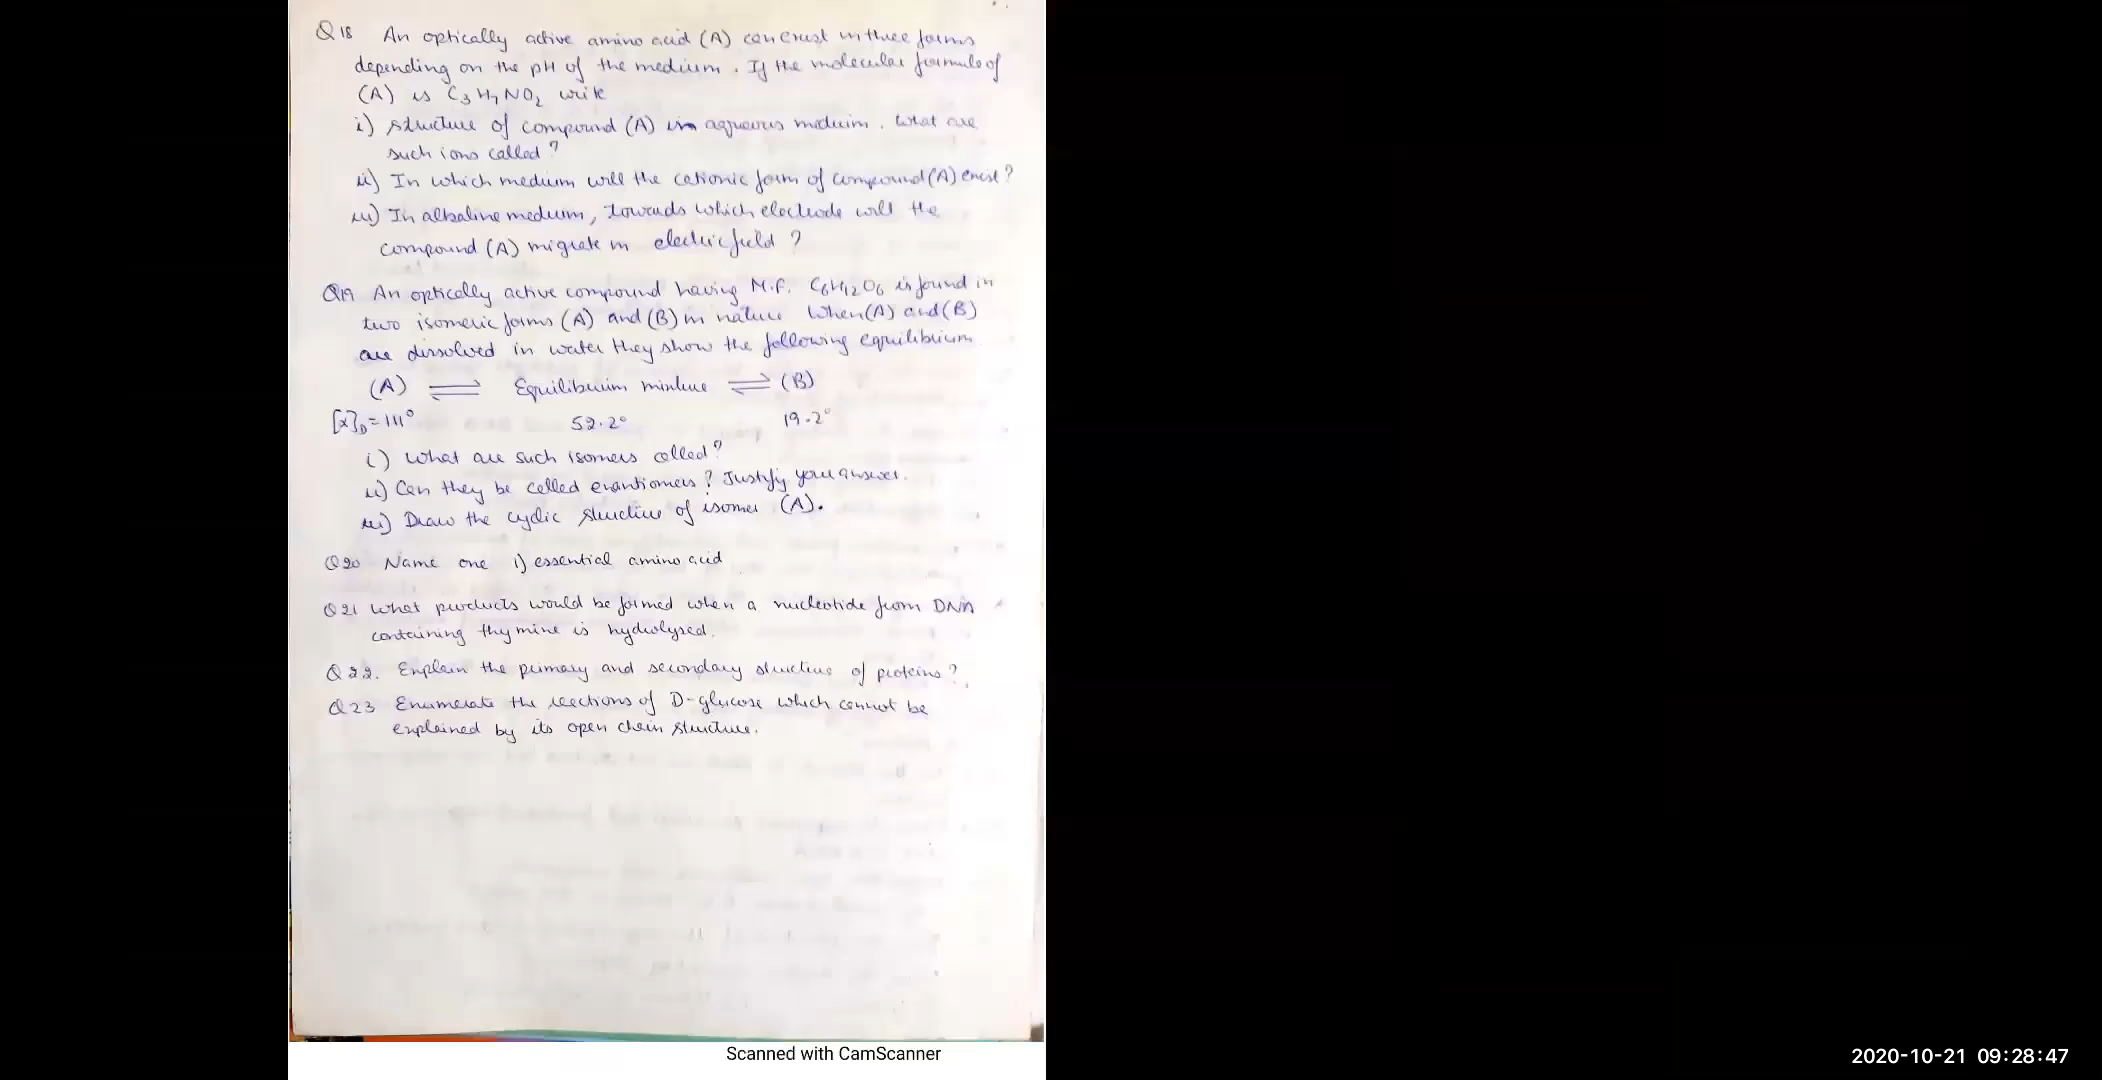 Q18 An optically active amino acid (A) can exist in three forms
depending on the pH of the medium. If the molecular formula of
(A) is C3H7NO2 write
i) structure of compound (A) in aqueous medium. What are
such ions called?
ii) In which medium will the cationic form of compound (A) exist?
iii) In alkaline medium, towards which electrode will the
compound (A) migrate in electric field?
Q19 An optically active compound having M.F. C6H12O6 is found in
two isomeric forms (A) and (B) in nature When (A) and (B)
are dissolved in water they show the following equilibrium
(A) ⇌ Equilibrium mixture ⇌ (B)
[α]D = 111° 52.2° 19.2°
i) What are such isomers called?
ii) Can they be called enantiomers? Justify your answer.
iii) Draw the cyclic structure of isomer (A).
Q20 Name one i) essential amino acid
Q21 What products would be formed when a nucleotide from DNA
containing thymine is hydrolysed.
Q22. Explain the primary and secondary structure of proteins?
Q23 Enumerate the reactions of D-glucose which cannot be
explained by its open chain structure.
Scanned with CamScanner
2020-10-21 09:28:47